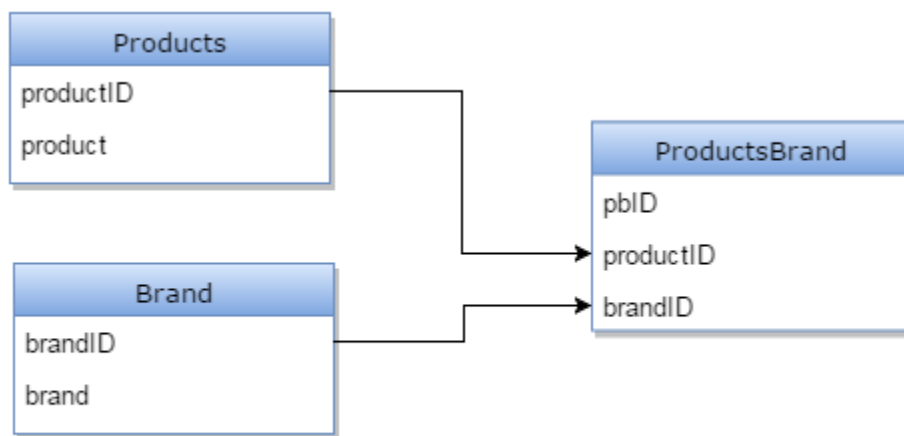 Products
productID
product
Brand
brandID
brand
ProductsBrand
pbID
productID
brandID